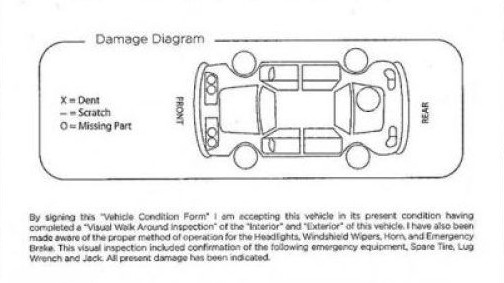 Damage Diagram
X = Dent
-- = Scratch
O = Missing Part
FRONT
REAR
By signing this "Vehicle Condition Form" I am accepting this vehicle in its present condition having
completed a "Visual Walk Around Inspection" of the "Interior" and "Exterior" of this vehicle. I have also been
made aware of the proper method of operation for the Headlights, Windshield Wipers, Horn, and Emergency
Brake. This visual inspection included confirmation of the following emergency equipment, Spare Tire, Lug
Wrench and Jack. All present damage has been indicated.